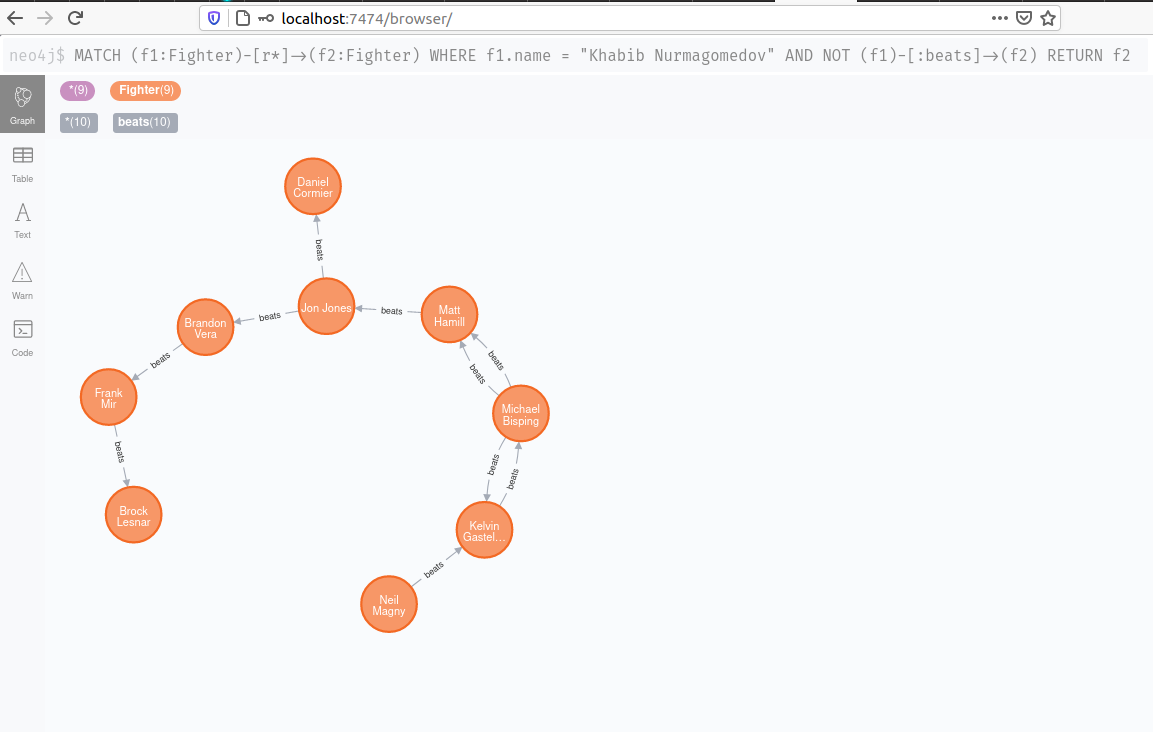 localhost:7474/browser/
neo4j$ MATCH (f1:Fighter)-[r*]→(f2:Fighter) WHERE f1.name = "Khabib Nurmagomedov" AND NOT (f1)-[:beats]→(f2) RETURN f2
*(9) Fighter(9)
*(10) beats(10)
Graph
Table
Text
Warn
Code
Daniel
Cormier
beats
Jon Jones
beats
Matt
Hamill
beats
Brandon
Vera
beats
beats
beats
Frank
Mir
Michael
Bisping
beats
beats
beats
Brock
Lesnar
Kelvin
Gastel...
beats
Neil
Magny